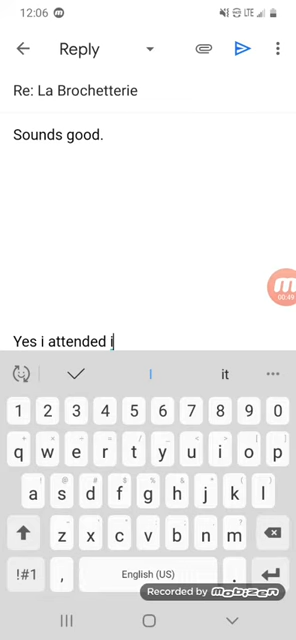 12:06 LTE
Reply
Re: La Brochetterie
Sounds good.
00:49
Yes i attended i
I it
1 2 3 4 5 6 7 8 9 0
q w e r t y u i o p
a s d f g h j k l
z x c v b n m
!#1 , English (US) .
Recorded by mobizen